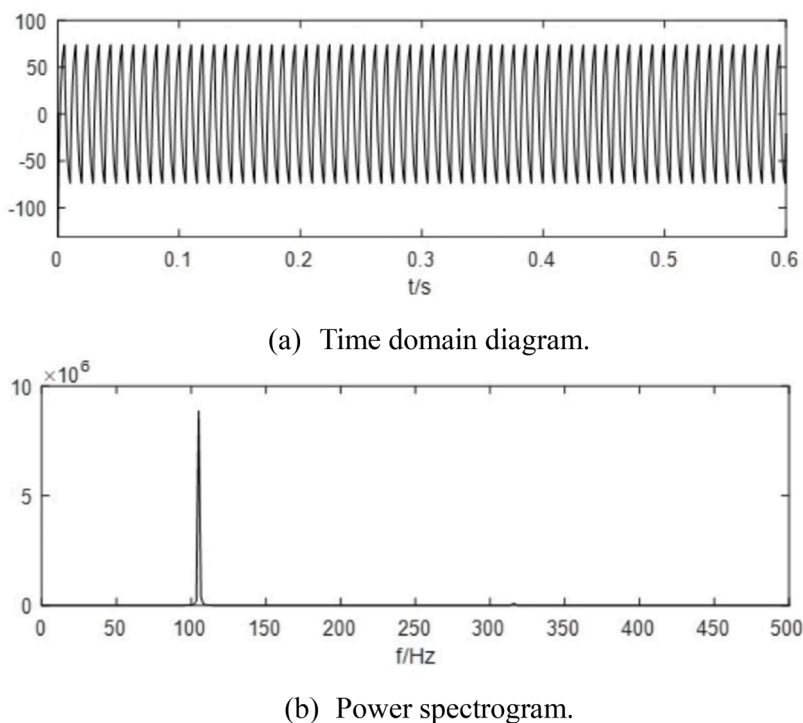 100
50
0
-50
-100
0 0.1 0.2 0.3 0.4 0.5 0.6
t/s
(a) Time domain diagram.
×10⁶
10
5
0
0 50 100 150 200 250 300 350 400 450 500
f/Hz
(b) Power spectrogram.